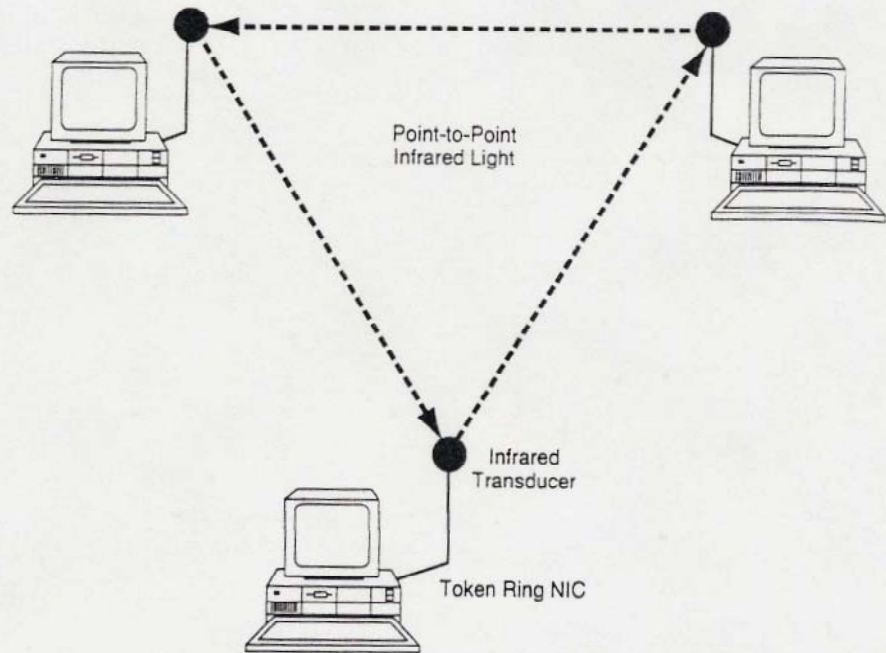 Point-to-Point
Infrared Light
Infrared
Transducer
Token Ring NIC